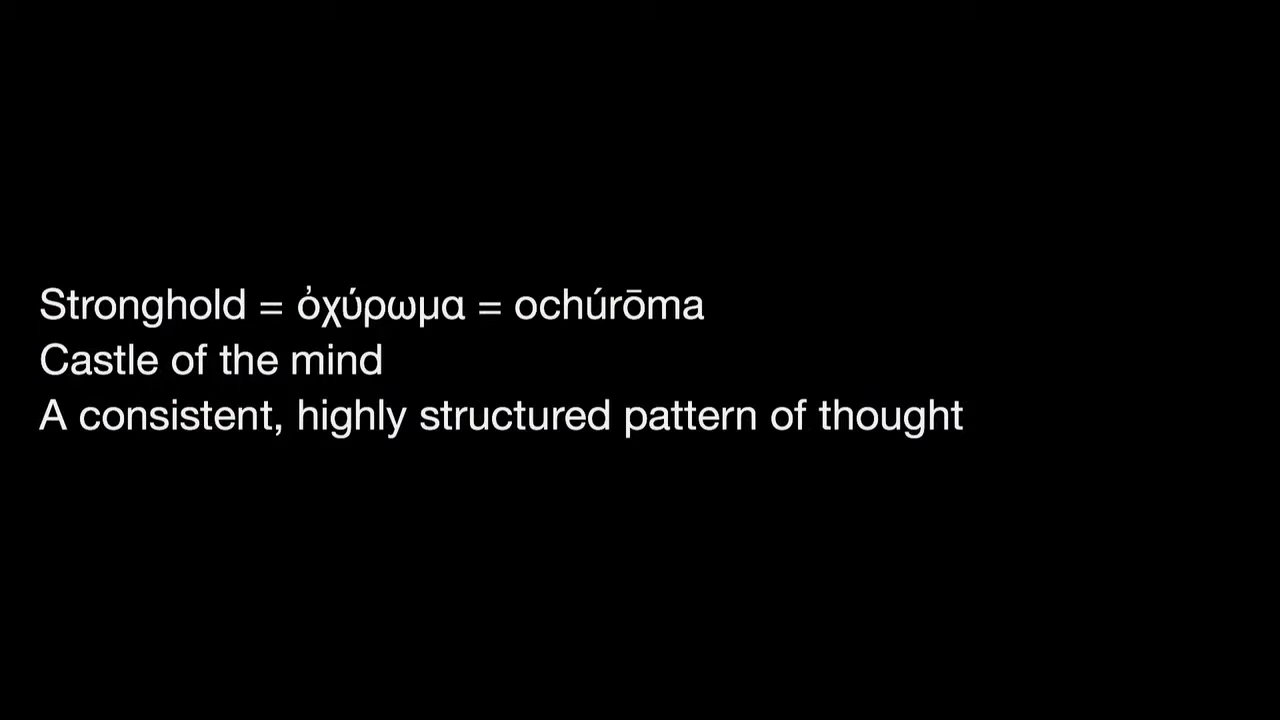 Stronghold = ὀχύρωμα = ochúrōma
Castle of the mind
A consistent, highly structured pattern of thought